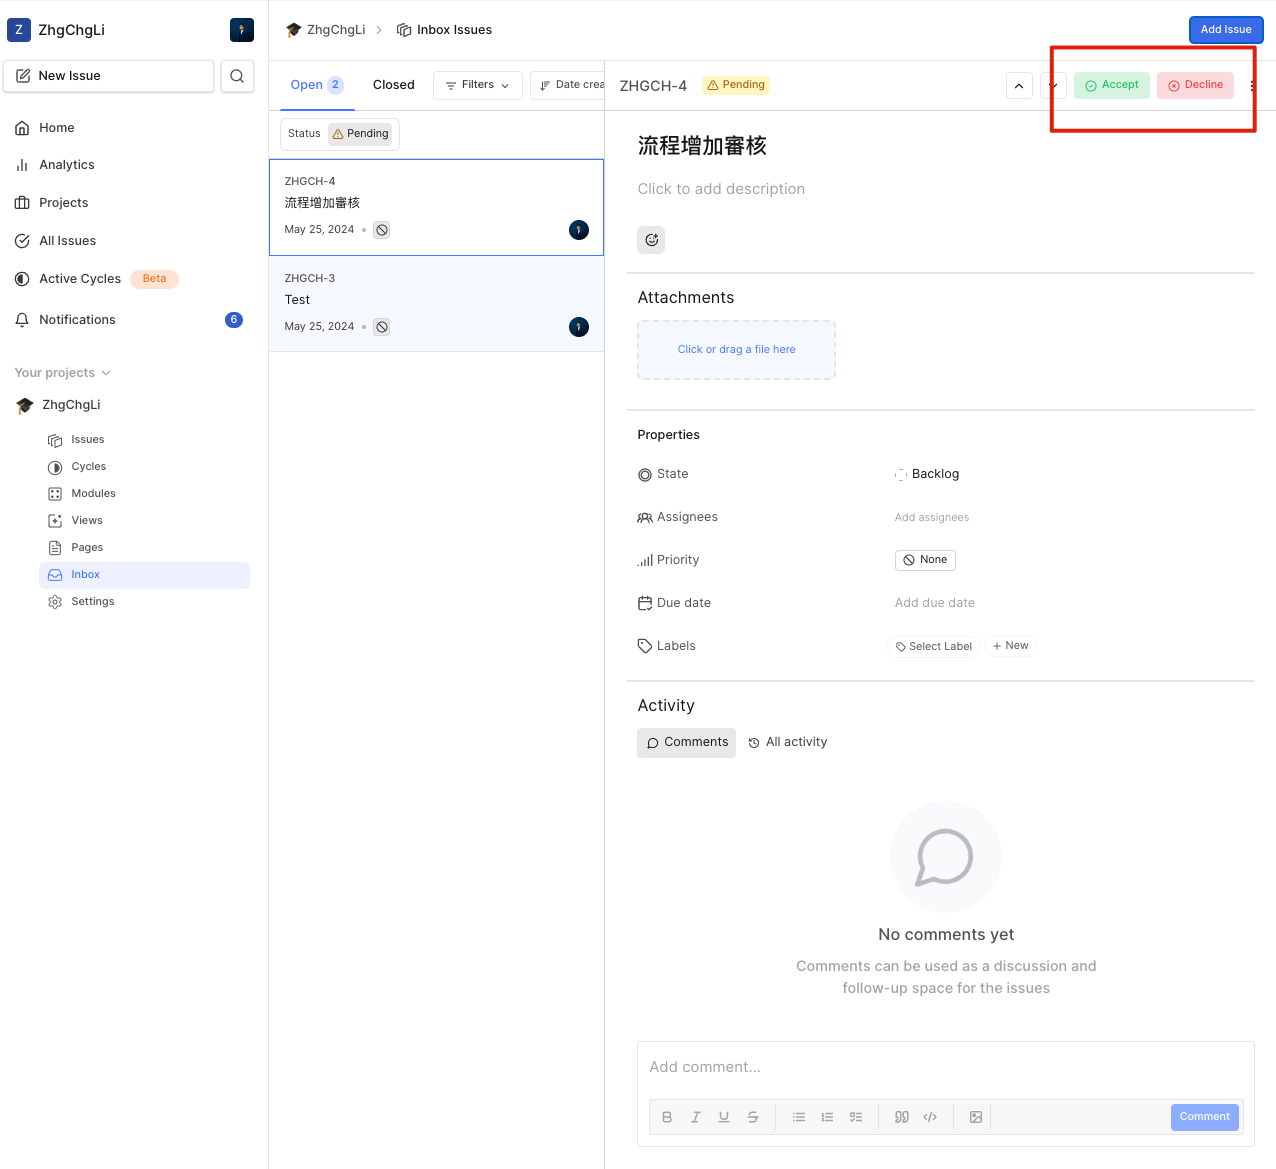 Z ZhgChgLi
New Issue
Home
Analytics
Projects
All Issues
Active Cycles Beta
Notifications 6
Your projects
ZhgChgLi
Issues
Cycles
Modules
Views
Pages
Inbox
Settings
ZhgChgLi Inbox Issues Add Issue
Open 2 Closed Filters Date crea
Status Pending
ZHGCH-4
流程增加審核
May 25, 2024
ZHGCH-3
Test
May 25, 2024
ZHGCH-4 Pending Accept Decline
流程增加審核
Click to add description
Attachments
Click or drag a file here
Properties
State Backlog
Assignees Add assignees
Priority None
Due date Add due date
Labels Select Label + New
Activity
Comments All activity
No comments yet
Comments can be used as a discussion and
follow-up space for the issues
Add comment...
B I U S Comment